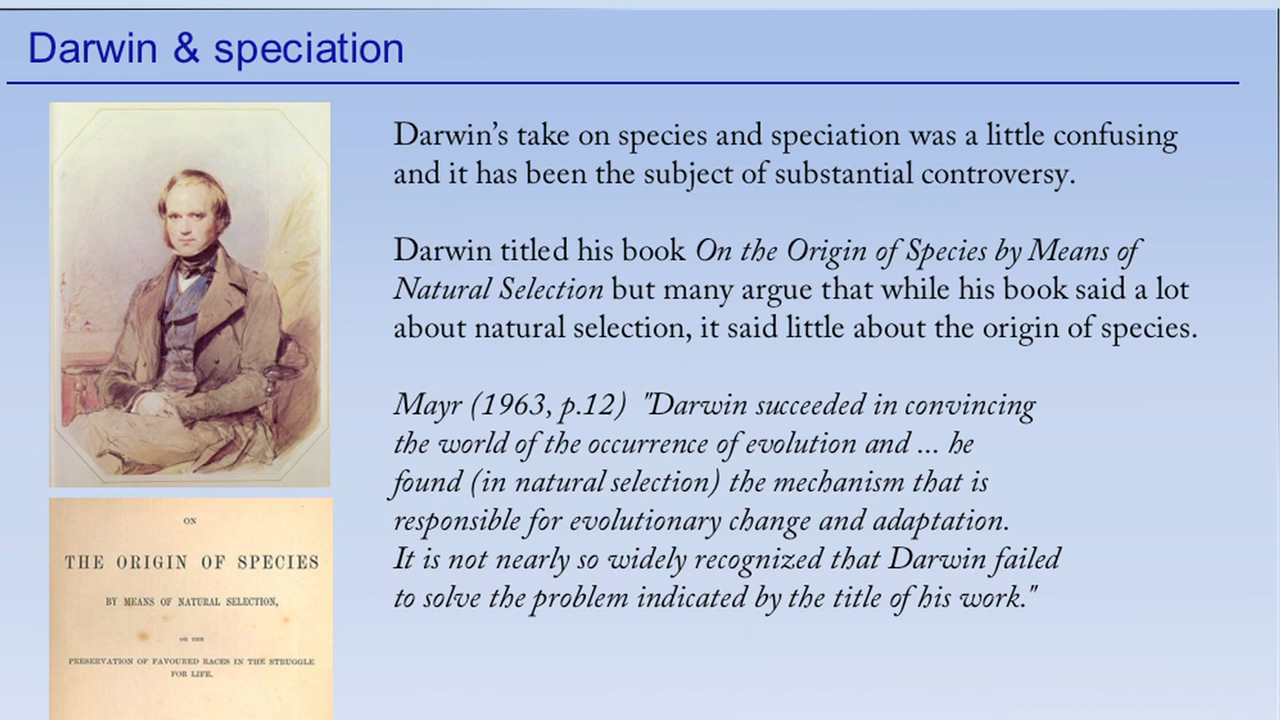 Darwin & speciation
Darwin’s take on species and speciation was a little confusing
and it has been the subject of substantial controversy.
Darwin titled his book On the Origin of Species by Means of
Natural Selection but many argue that while his book said a lot
about natural selection, it said little about the origin of species.
Mayr (1963, p.12) "Darwin succeeded in convincing
the world of the occurrence of evolution and ... he
found (in natural selection) the mechanism that is
responsible for evolutionary change and adaptation.
It is not nearly so widely recognized that Darwin failed
to solve the problem indicated by the title of his work."
ON
THE ORIGIN OF SPECIES
BY MEANS OF NATURAL SELECTION,
OR THE
PRESERVATION OF FAVOURED RACES IN THE STRUGGLE
FOR LIFE.